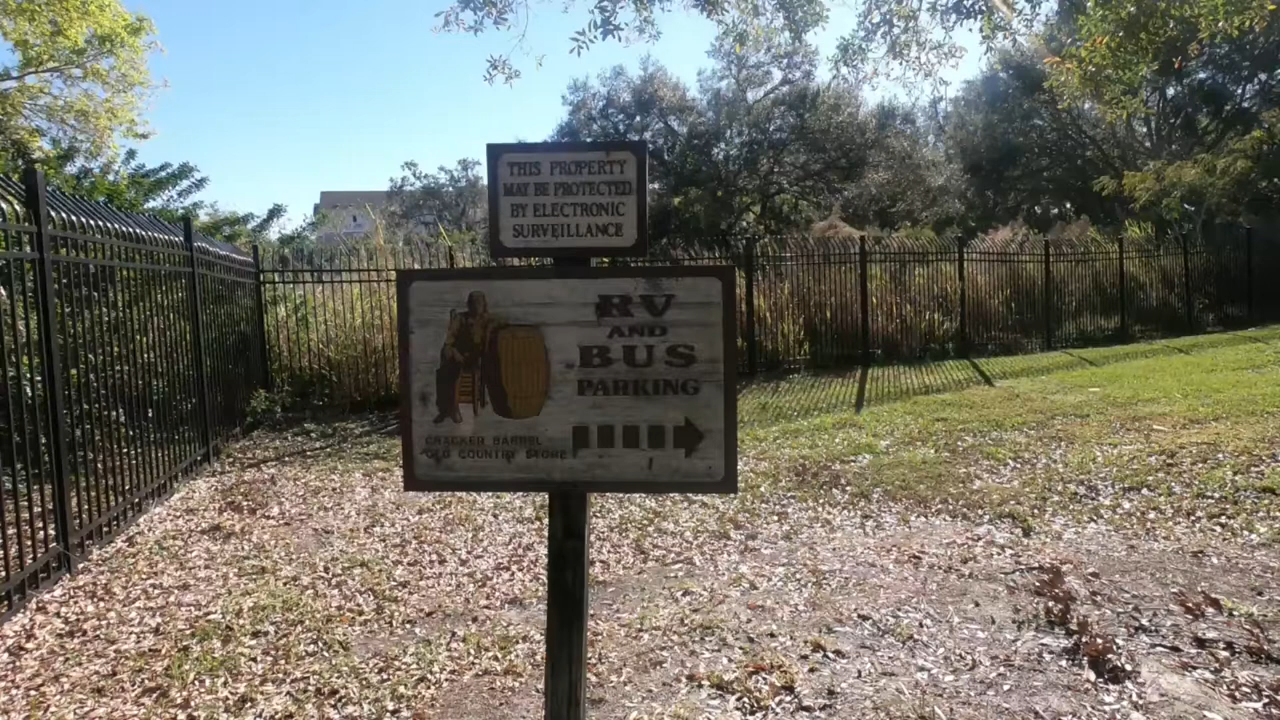 THIS PROPERTY
MAY BE PROTECTED
BY ELECTRONIC
SURVEILLANCE
RV
AND
BUS
PARKING
CRACKER BARREL
OLD COUNTRY STORE